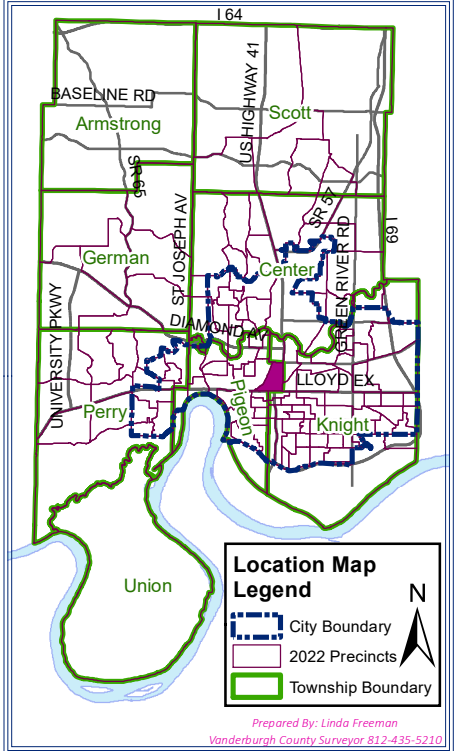 I 64
US HIGHWAY 41
BASELINE RD
Scott
Armstrong
SR 65
SR 57
ST. JOSEPH AV
I 69
GREEN RIVER RD
German
Center
UNIVERSITY PKWY
DIAMOND AV
LLOYD EX
Perry
Pigeon
Knight
Union
Location Map
Legend
City Boundary
2022 Precincts
Township Boundary
N
Prepared By: Linda Freeman
Vanderburgh County Surveyor 812-435-5210